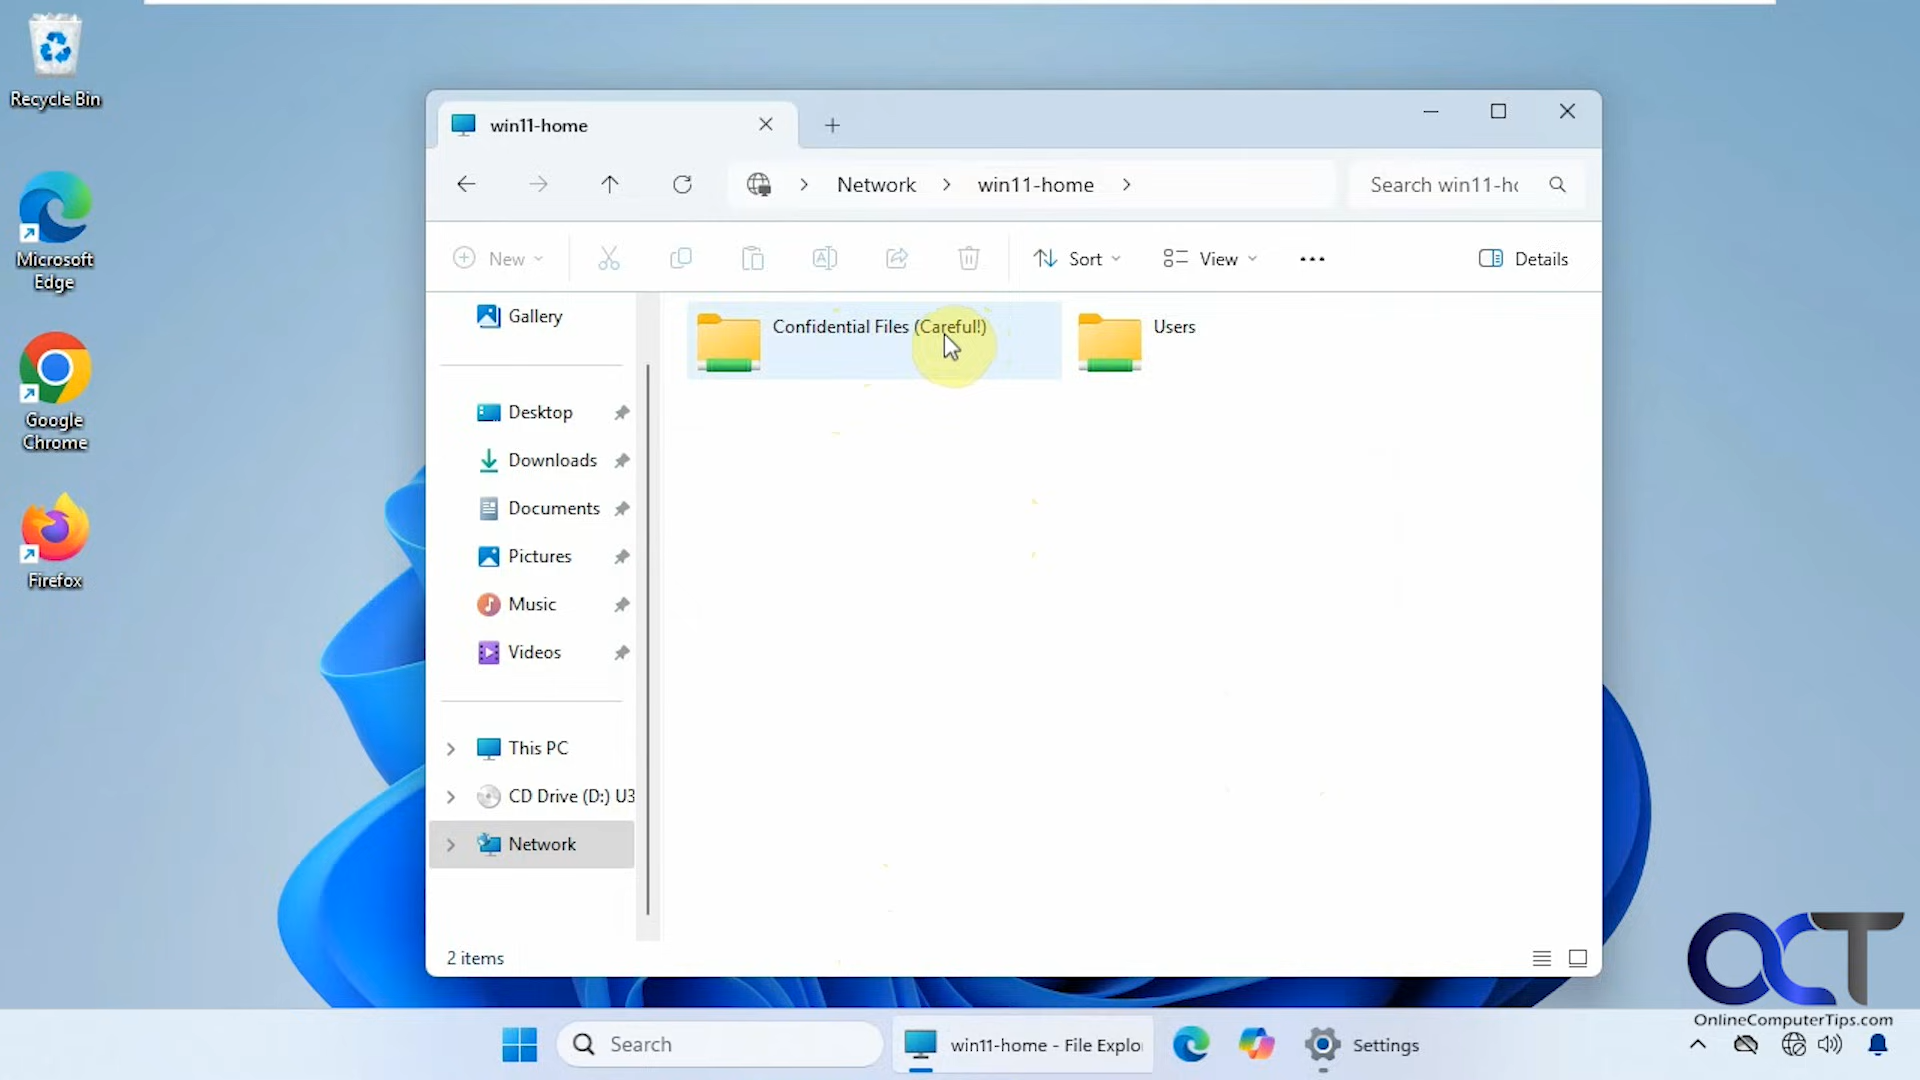 Recycle Bin
Microsoft
Edge
Google
Chrome
Firefox
win11-home
Network
win11-home
Search win11-ho
New
Sort
View
Details
Gallery
Desktop
Downloads
Documents
Pictures
Music
Videos
This PC
CD Drive (D:) U3
Network
Confidential Files (Careful!)
Users
2 items
OCT
OnlineComputerTips.com
Search
win11-home - File Explo
Settings